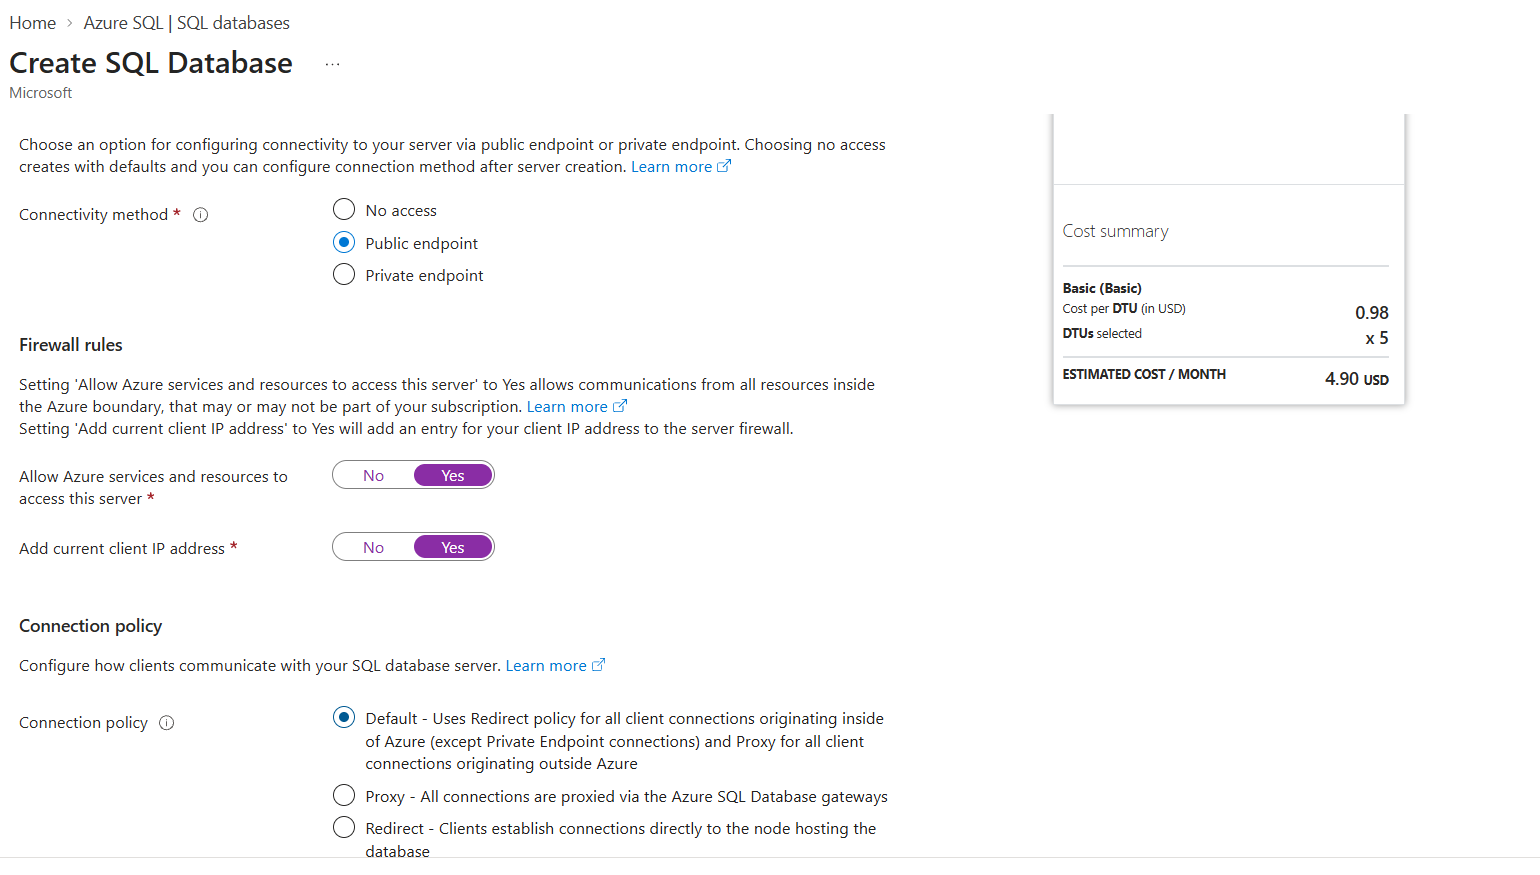 Home > Azure SQL | SQL databases
Create SQL Database ...
Microsoft
Choose an option for configuring connectivity to your server via public endpoint or private endpoint. Choosing no access
creates with defaults and you can configure connection method after server creation. Learn more
Connectivity method *
No access
Public endpoint
Private endpoint
Firewall rules
Setting 'Allow Azure services and resources to access this server' to Yes allows communications from all resources inside
the Azure boundary, that may or may not be part of your subscription. Learn more
Setting 'Add current client IP address' to Yes will add an entry for your client IP address to the server firewall.
Allow Azure services and resources to
access this server *
No Yes
Add current client IP address *
No Yes
Connection policy
Configure how clients communicate with your SQL database server. Learn more
Connection policy
Default - Uses Redirect policy for all client connections originating inside
of Azure (except Private Endpoint connections) and Proxy for all client
connections originating outside Azure
Proxy - All connections are proxied via the Azure SQL Database gateways
Redirect - Clients establish connections directly to the node hosting the
database
Cost summary
Basic (Basic)
Cost per DTU (in USD) 0.98
DTUs selected x 5
ESTIMATED COST / MONTH 4.90 USD